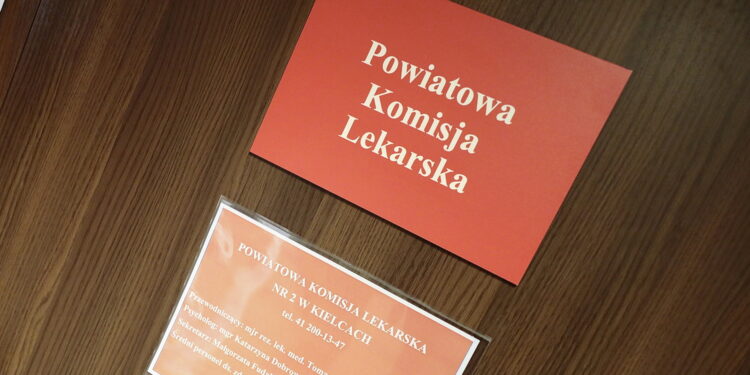 Powiatowa
Komisja
Lekarska
POWIATOWA KOMISJA LEKARSKA
NR 2 W KIELCACH
tel. 41 200-13-47
Przewodniczący: mjr rez. lek. med.
Psycholog: mgr Katarzyna
Sekretarz: Małgorzata
Średni personel ds.